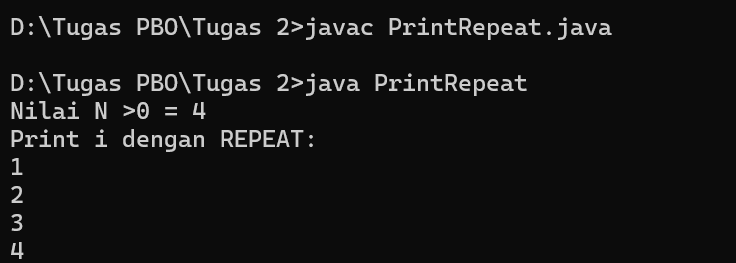 D:\Tugas PBO\Tugas 2>javac PrintRepeat.java
D:\Tugas PBO\Tugas 2>java PrintRepeat
Nilai N >0 = 4
Print i dengan REPEAT:
1
2
3
4